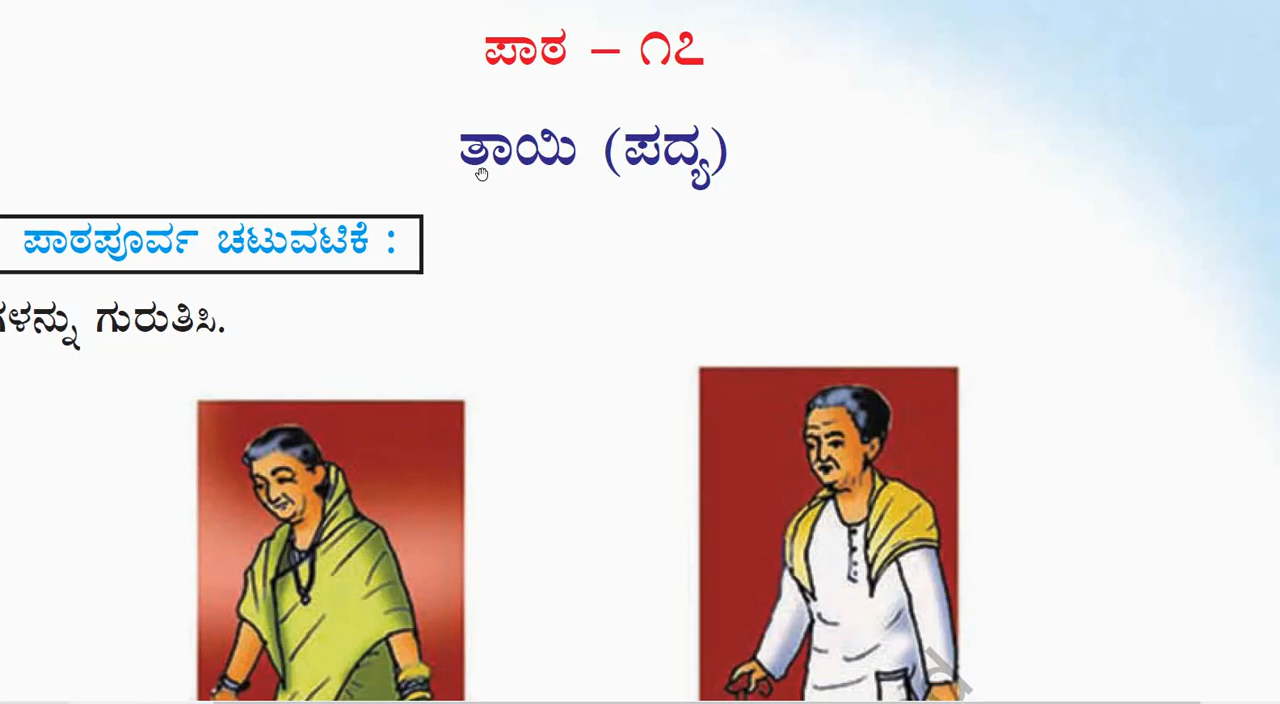 ಪಾಠ – ೧೭
ತಾಯಿ (ಪದ್ಯ)
ಪಾಠಪೂರ್ವ ಚಟುವಟಿಕೆ :
ಗಳನ್ನು ಗುರುತಿಸಿ.